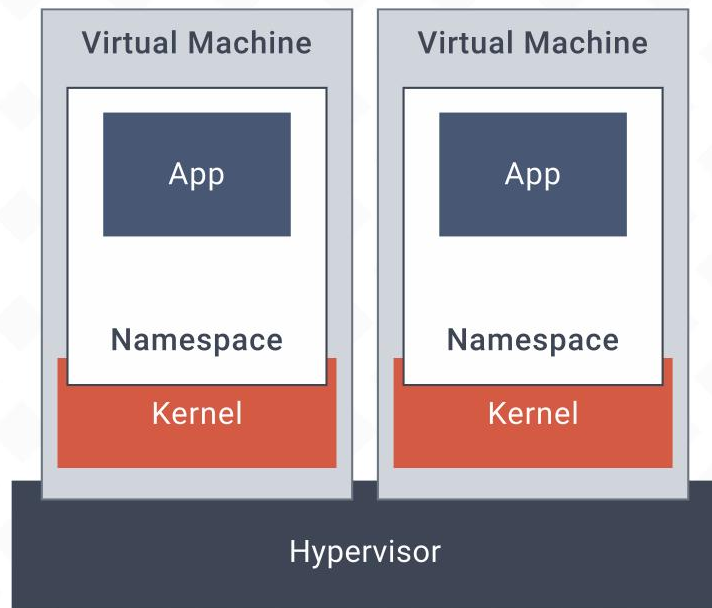 Virtual Machine
Virtual Machine
App
App
Namespace
Namespace
Kernel
Kernel
Hypervisor